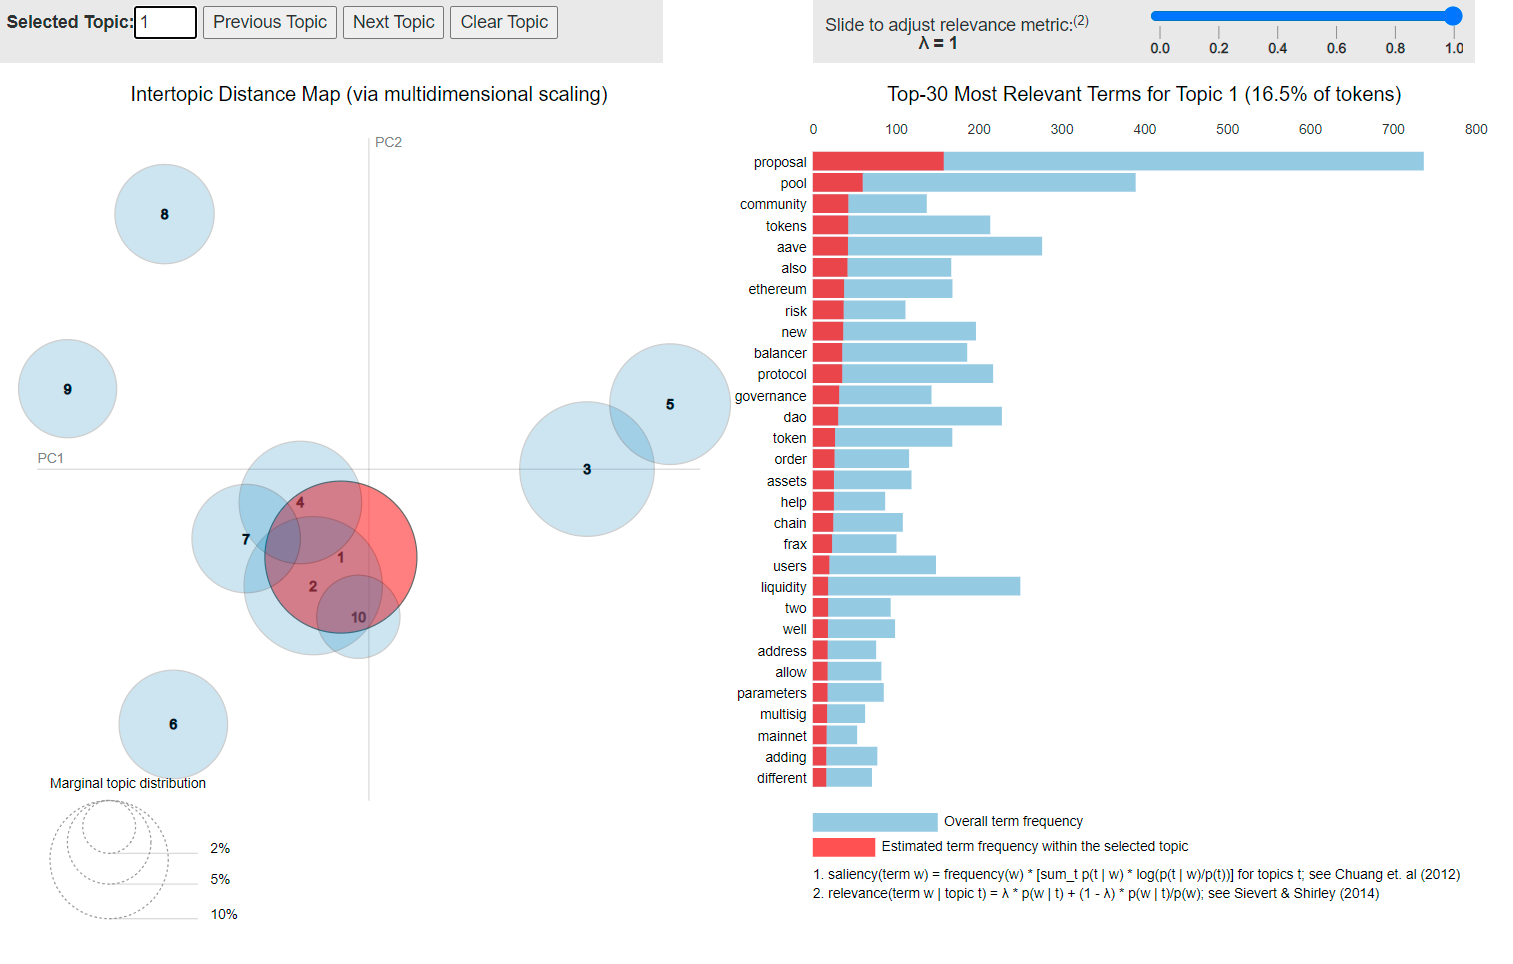 Selected Topic: 1 Previous Topic Next Topic Clear Topic
Slide to adjust relevance metric:(2)
λ = 1
0.0 0.2 0.4 0.6 0.8 1.0
Intertopic Distance Map (via multidimensional scaling)
PC2
PC1
8
9
5
3
4
7
1
2
10
6
Marginal topic distribution
2%
5%
10%
Top-30 Most Relevant Terms for Topic 1 (16.5% of tokens)
0 100 200 300 400 500 600 700 800
proposal
pool
community
tokens
aave
also
ethereum
risk
new
balancer
protocol
governance
dao
token
order
assets
help
chain
frax
users
liquidity
two
well
address
allow
parameters
multisig
mainnet
adding
different
Overall term frequency
Estimated term frequency within the selected topic
1. saliency(term w) = frequency(w) * [sum_t p(t | w) * log(p(t | w)/p(t))] for topics t; see Chuang et. al (2012)
2. relevance(term w | topic t) = λ * p(w | t) + (1 - λ) * p(w | t)/p(w); see Sievert & Shirley (2014)